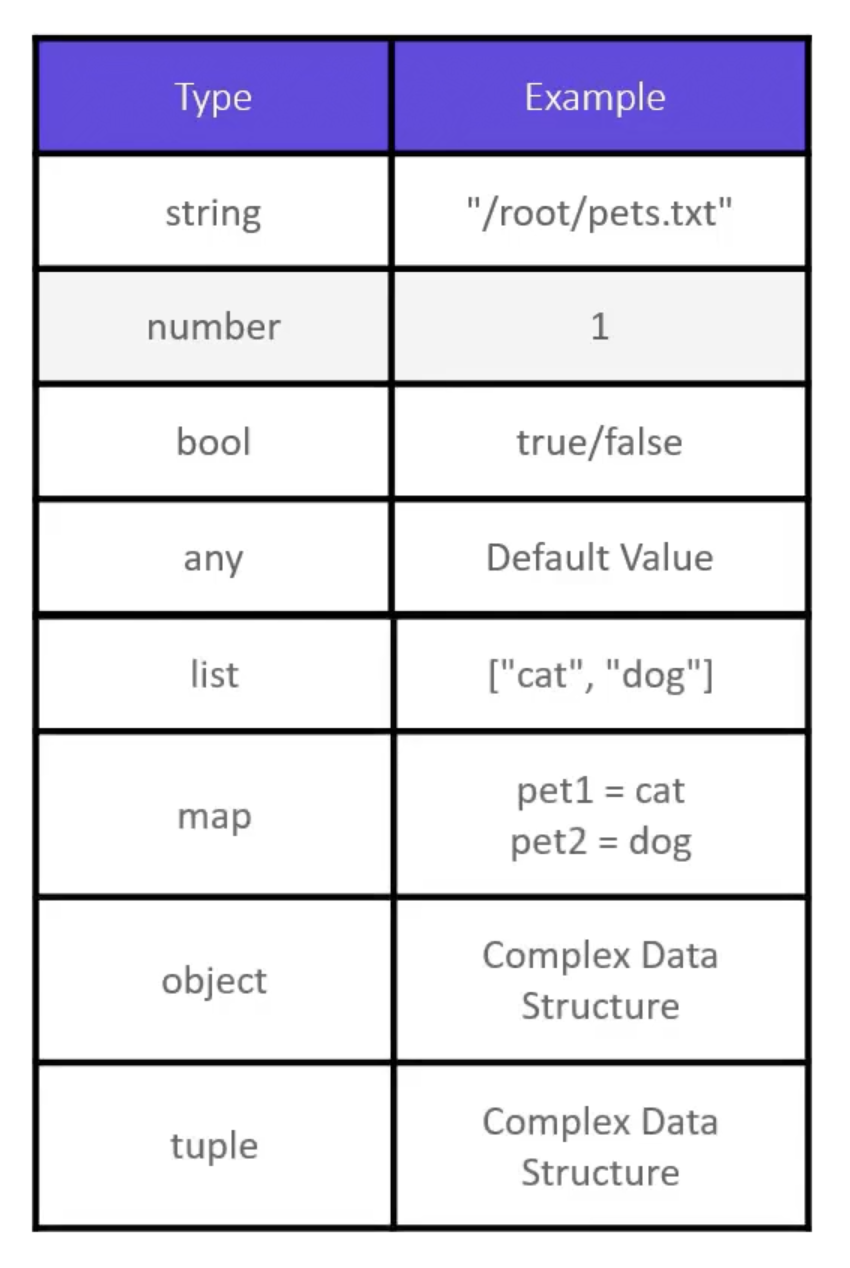 Type Example
string "/root/pets.txt"
number 1
bool true/false
any Default Value
list ["cat", "dog"]
map pet1 = cat
pet2 = dog
object Complex Data
Structure
tuple Complex Data
Structure